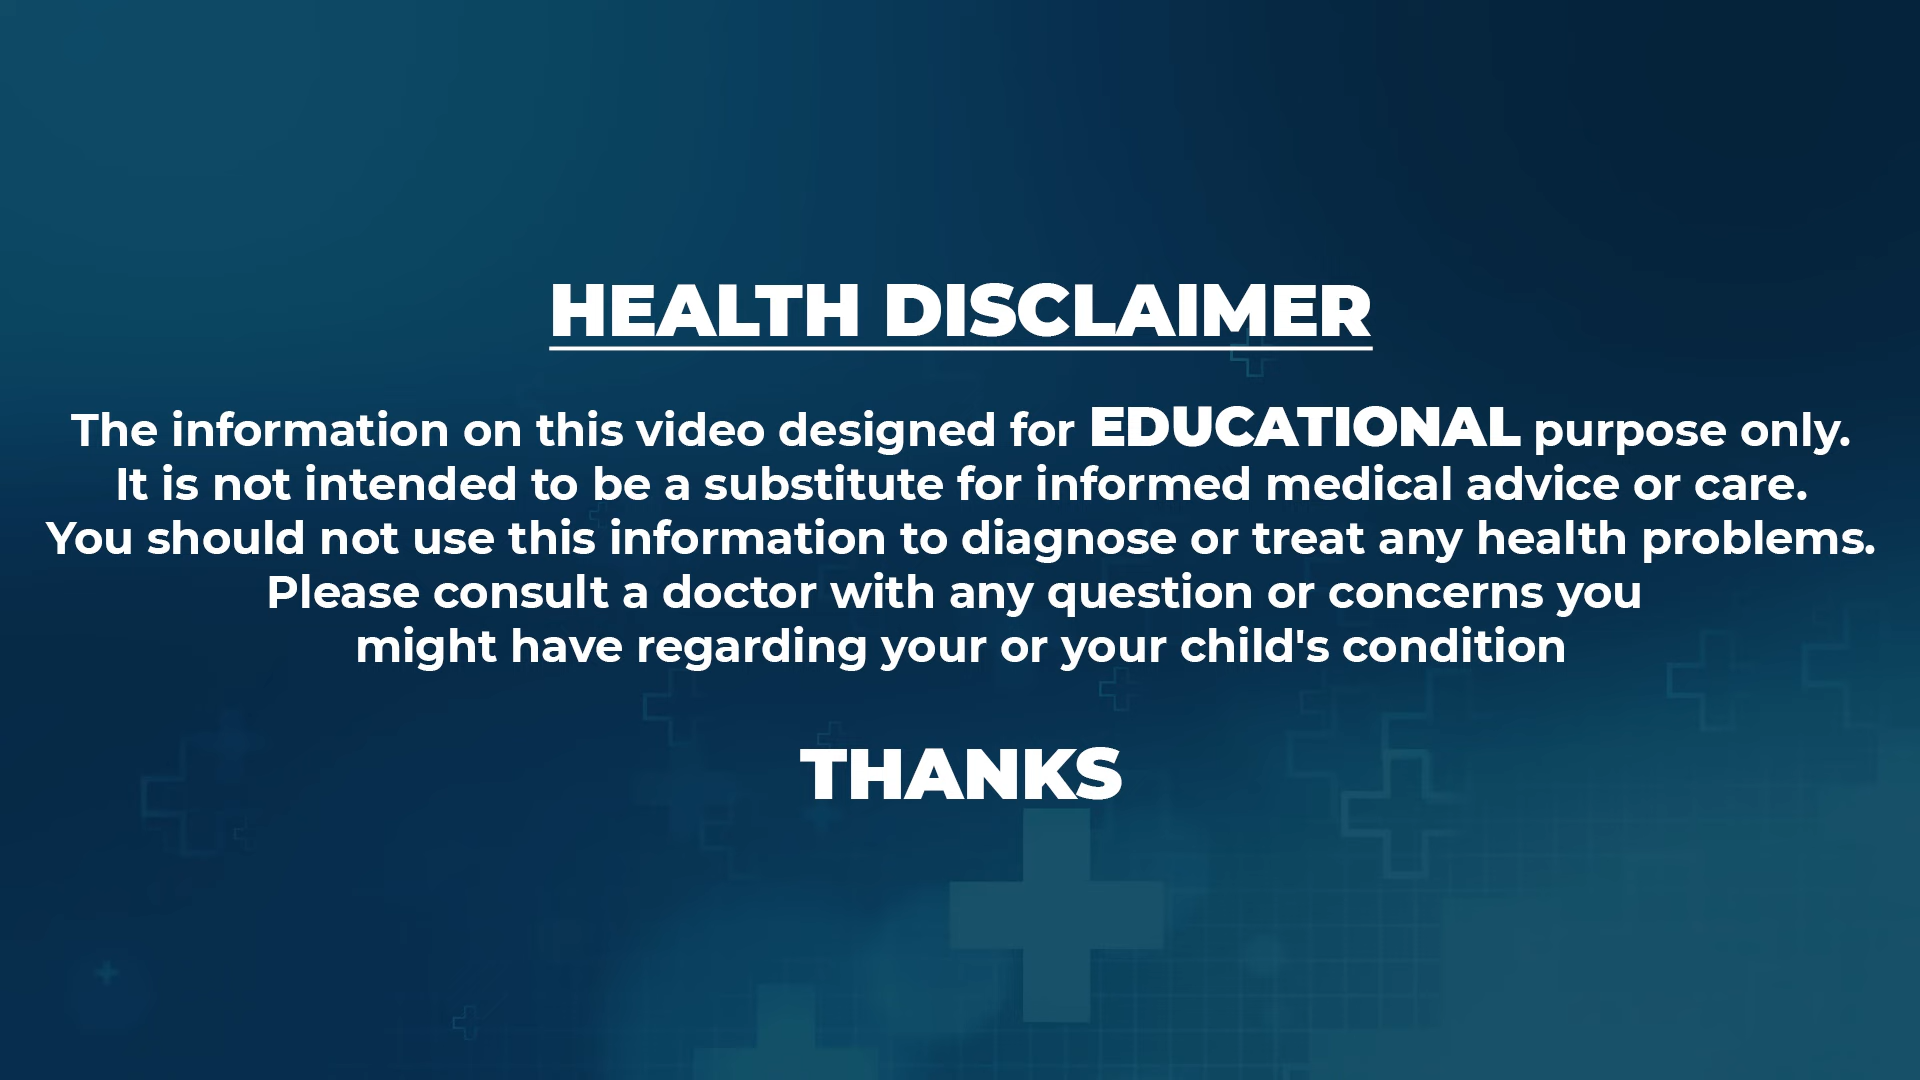 HEALTH DISCLAIMER
The information on this video designed for EDUCATIONAL purpose only.
It is not intended to be a substitute for informed medical advice or care.
You should not use this information to diagnose or treat any health problems.
Please consult a doctor with any question or concerns you
might have regarding your or your child's condition
THANKS